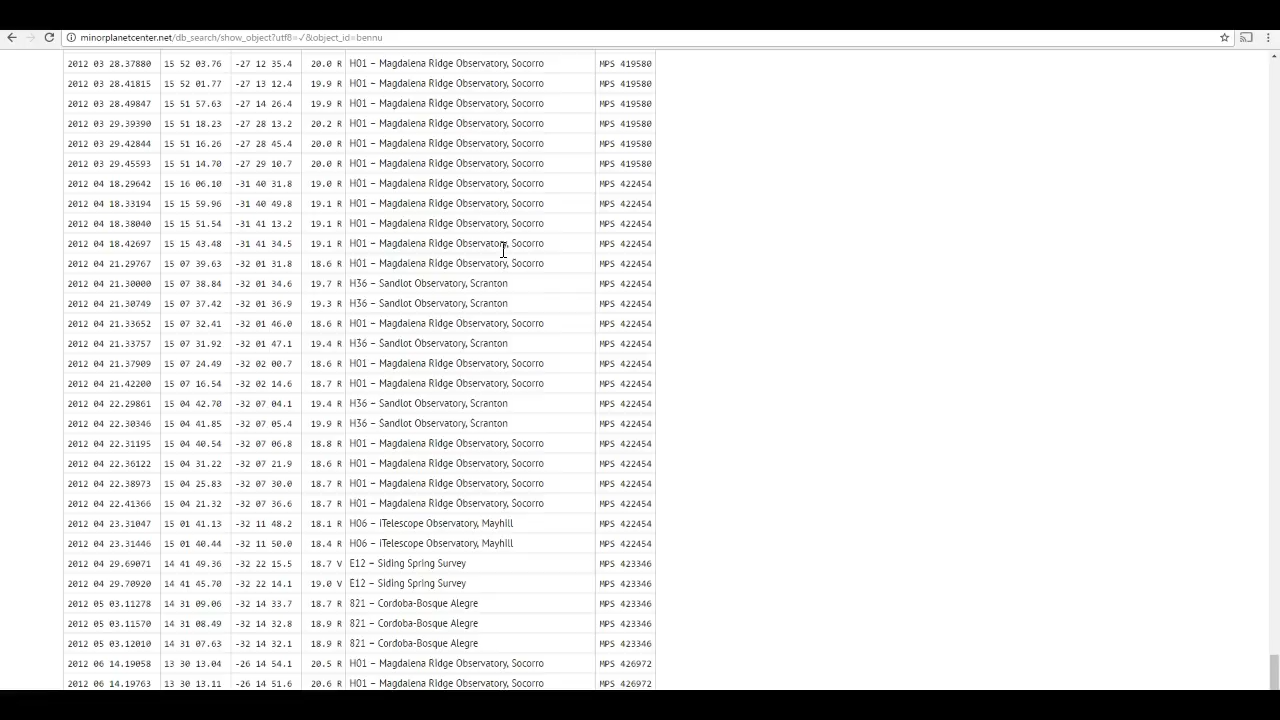 minorplanetcenter.net/db_search/show_object?utf8=✓&object_id=bennu
2012 03 28.37880 15 52 03.76 -27 12 35.4 20.0 R H01 – Magdalena Ridge Observatory, Socorro MPS 419580
2012 03 28.41815 15 52 01.77 -27 13 12.4 19.9 R H01 – Magdalena Ridge Observatory, Socorro MPS 419580
2012 03 28.49847 15 51 57.63 -27 14 26.4 19.9 R H01 – Magdalena Ridge Observatory, Socorro MPS 419580
2012 03 29.39390 15 51 18.23 -27 28 13.2 20.2 R H01 – Magdalena Ridge Observatory, Socorro MPS 419580
2012 03 29.42844 15 51 16.26 -27 28 45.4 20.0 R H01 – Magdalena Ridge Observatory, Socorro MPS 419580
2012 03 29.45593 15 51 14.70 -27 29 10.7 20.0 R H01 – Magdalena Ridge Observatory, Socorro MPS 419580
2012 04 18.29642 15 16 06.10 -31 40 31.8 19.0 R H01 – Magdalena Ridge Observatory, Socorro MPS 422454
2012 04 18.33194 15 15 59.96 -31 40 49.8 19.1 R H01 – Magdalena Ridge Observatory, Socorro MPS 422454
2012 04 18.38040 15 15 51.54 -31 41 13.2 19.1 R H01 – Magdalena Ridge Observatory, Socorro MPS 422454
2012 04 18.42697 15 15 43.48 -31 41 34.5 19.1 R H01 – Magdalena Ridge Observatory, Socorro MPS 422454
2012 04 21.29767 15 07 39.63 -32 01 31.8 18.6 R H01 – Magdalena Ridge Observatory, Socorro MPS 422454
2012 04 21.30000 15 07 38.84 -32 01 34.6 19.7 R H36 – Sandlot Observatory, Scranton MPS 422454
2012 04 21.30749 15 07 37.42 -32 01 36.9 19.3 R H36 – Sandlot Observatory, Scranton MPS 422454
2012 04 21.33652 15 07 32.41 -32 01 46.0 18.6 R H01 – Magdalena Ridge Observatory, Socorro MPS 422454
2012 04 21.33757 15 07 31.92 -32 01 47.1 19.4 R H36 – Sandlot Observatory, Scranton MPS 422454
2012 04 21.37909 15 07 24.49 -32 02 00.7 18.6 R H01 – Magdalena Ridge Observatory, Socorro MPS 422454
2012 04 21.42200 15 07 16.54 -32 02 14.6 18.7 R H01 – Magdalena Ridge Observatory, Socorro MPS 422454
2012 04 22.29861 15 04 42.70 -32 07 04.1 19.4 R H36 – Sandlot Observatory, Scranton MPS 422454
2012 04 22.30346 15 04 41.85 -32 07 05.4 19.9 R H36 – Sandlot Observatory, Scranton MPS 422454
2012 04 22.31195 15 04 40.54 -32 07 06.8 18.8 R H01 – Magdalena Ridge Observatory, Socorro MPS 422454
2012 04 22.36122 15 04 31.22 -32 07 21.9 18.6 R H01 – Magdalena Ridge Observatory, Socorro MPS 422454
2012 04 22.38973 15 04 25.83 -32 07 30.0 18.7 R H01 – Magdalena Ridge Observatory, Socorro MPS 422454
2012 04 22.41366 15 04 21.32 -32 07 36.6 18.7 R H01 – Magdalena Ridge Observatory, Socorro MPS 422454
2012 04 23.31047 15 01 41.13 -32 11 48.2 18.1 R H06 – iTelescope Observatory, Mayhill MPS 422454
2012 04 23.31446 15 01 40.44 -32 11 50.0 18.4 R H06 – iTelescope Observatory, Mayhill MPS 422454
2012 04 29.69071 14 41 49.36 -32 22 15.5 18.7 V E12 – Siding Spring Survey MPS 423346
2012 04 29.70920 14 41 45.70 -32 22 14.1 19.0 V E12 – Siding Spring Survey MPS 423346
2012 05 03.11278 14 31 09.06 -32 14 33.7 18.7 R 821 – Cordoba-Bosque Alegre MPS 423346
2012 05 03.11570 14 31 08.49 -32 14 32.8 18.9 R 821 – Cordoba-Bosque Alegre MPS 423346
2012 05 03.12010 14 31 07.63 -32 14 32.1 18.9 R 821 – Cordoba-Bosque Alegre MPS 423346
2012 06 14.19058 13 30 13.04 -26 14 54.1 20.5 R H01 – Magdalena Ridge Observatory, Socorro MPS 426972
2012 06 14.19763 13 30 13.11 -26 14 51.6 20.6 R H01 – Magdalena Ridge Observatory, Socorro MPS 426972